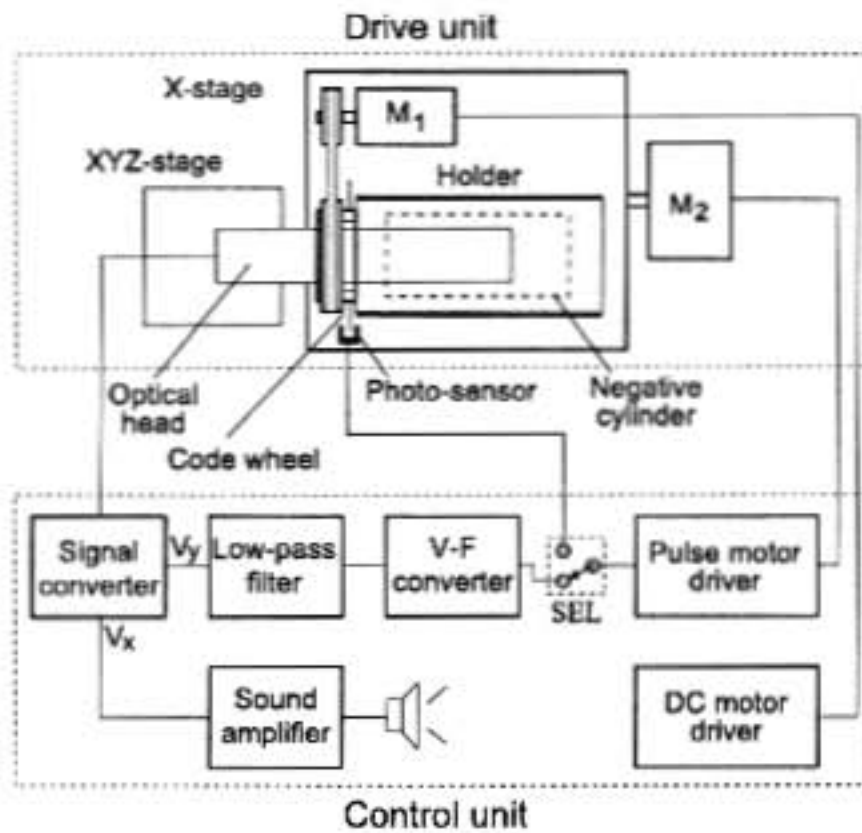 Drive unit
X-stage
M1
XYZ-stage
Holder
M2
Optical
head
Code wheel
Photo-sensor
Negative
cylinder
Signal
converter
Vy
Low-pass
filter
V-F
converter
SEL
Pulse motor
driver
Vx
Sound
amplifier
DC motor
driver
Control unit